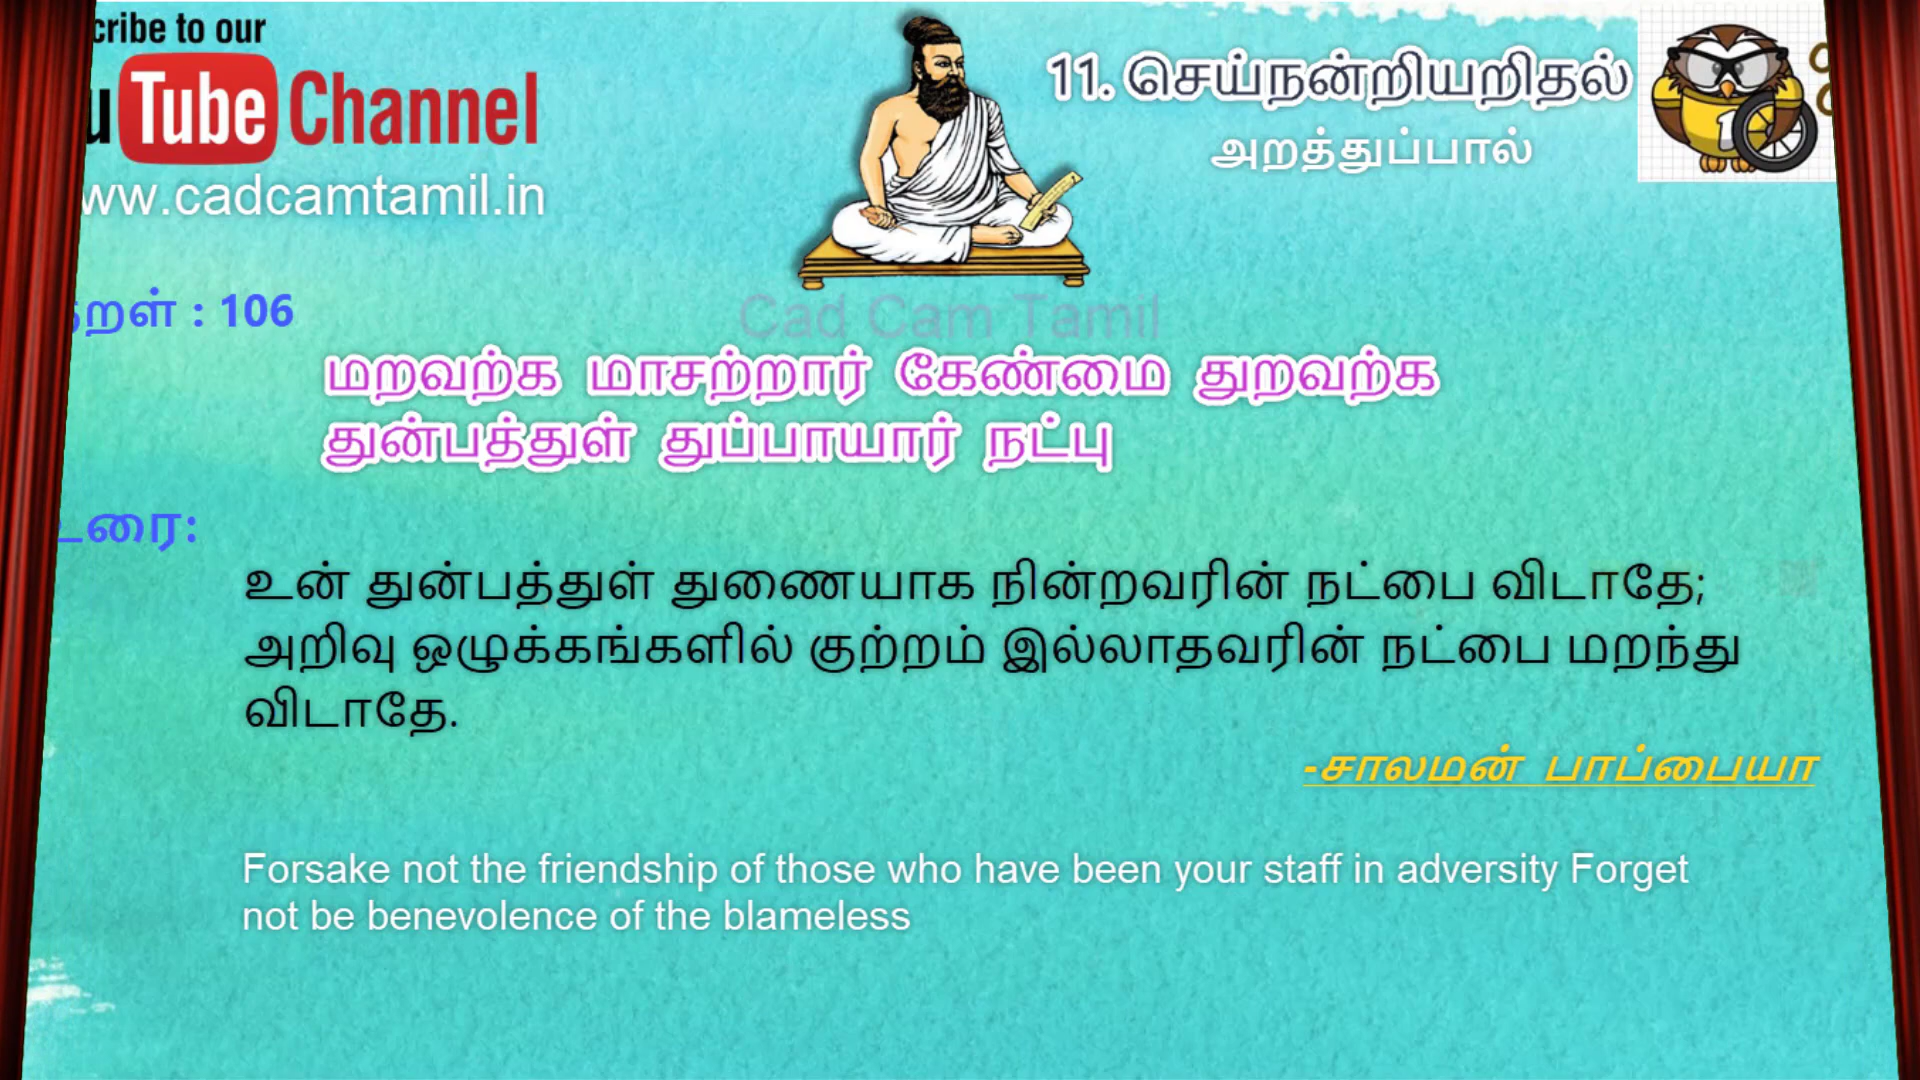 cribe to our
u Tube Channel
ww.cadcamtamil.in
11. செய்நன்றியறிதல்
அறத்துப்பால்
1
Cad Cam Tamil
றள் : 106
மறவற்க மாசற்றார் கேண்மை துறவற்க
துன்பத்துள் துப்பாயார் நட்பு
உரை:
உன் துன்பத்துள் துணையாக நின்றவரின் நட்பை விடாதே;
அறிவு ஒழுக்கங்களில் குற்றம் இல்லாதவரின் நட்பை மறந்து
விடாதே.
-சாலமன் பாப்பையா
Forsake not the friendship of those who have been your staff in adversity Forget
not be benevolence of the blameless